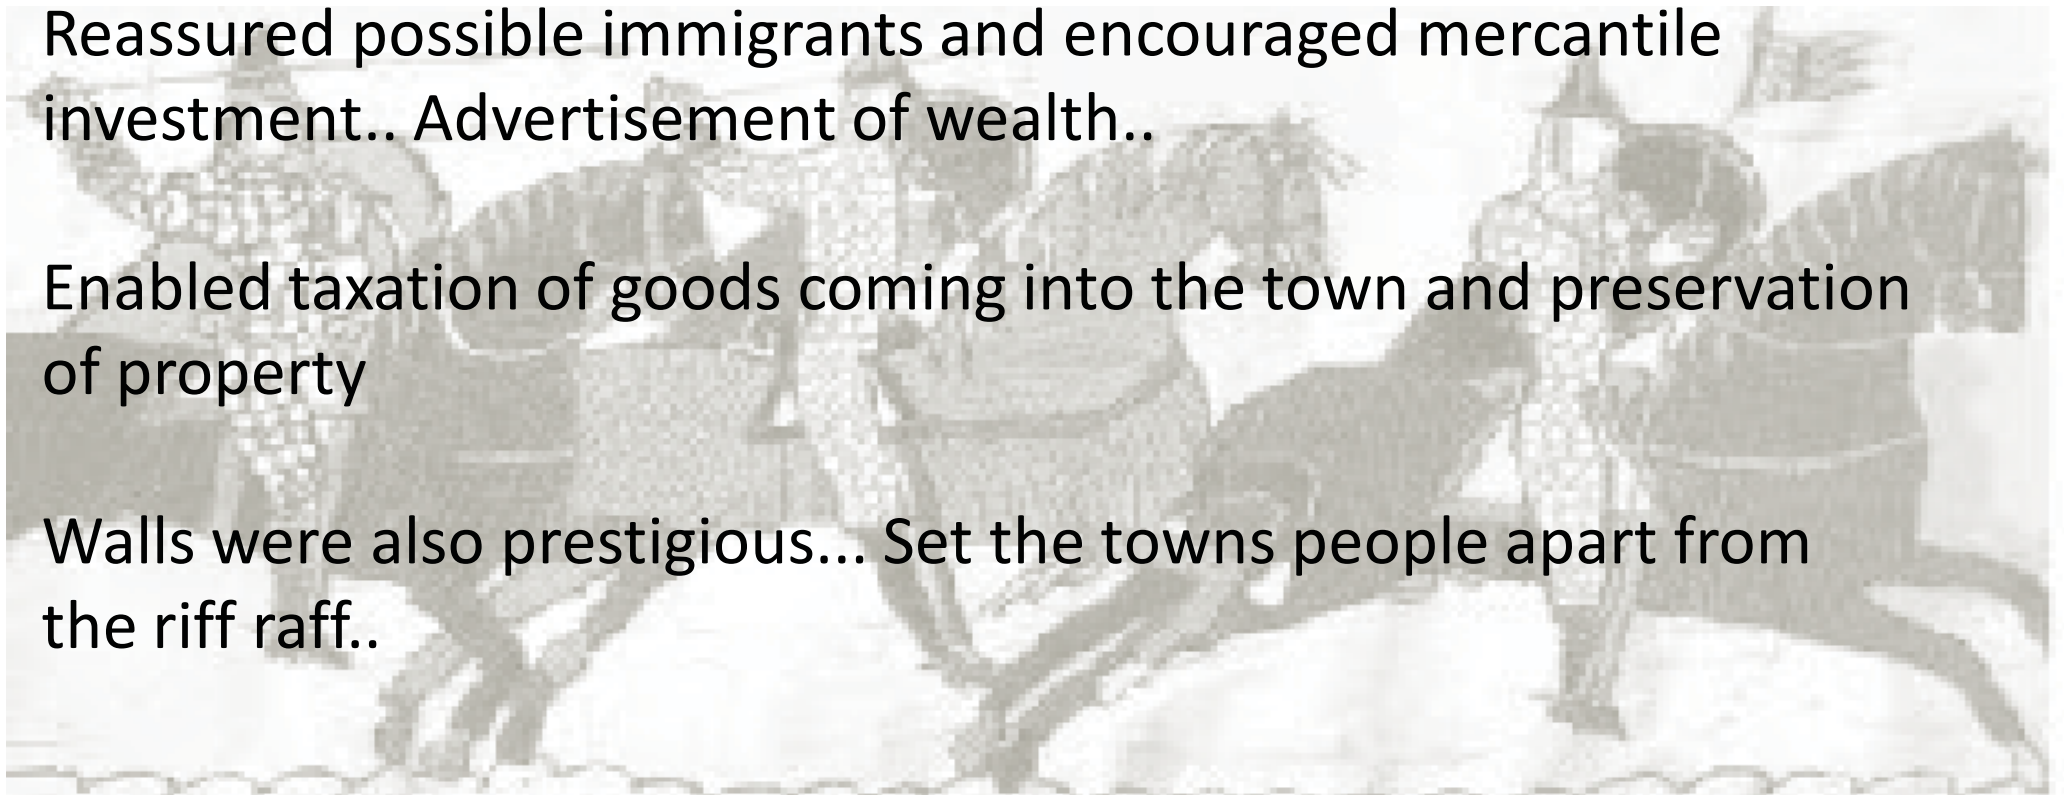 Reassured possible immigrants and encouraged mercantile
investment.. Advertisement of wealth..
Enabled taxation of goods coming into the town and preservation
of property
Walls were also prestigious... Set the towns people apart from
the riff raff..